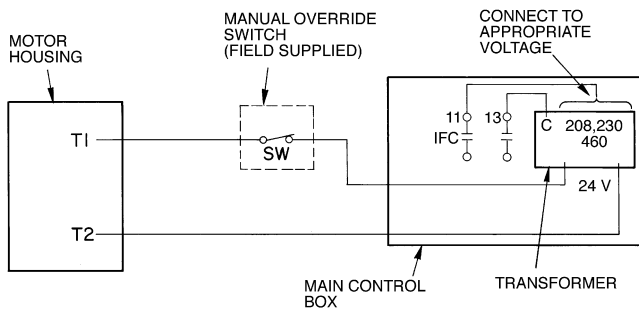 MOTOR
HOUSING
MANUAL OVERRIDE
SWITCH
(FIELD SUPPLIED)
CONNECT TO
APPROPRIATE
VOLTAGE
T1
SW
11
13
IFC
C 208,230
460
24 V
T2
MAIN CONTROL
BOX
TRANSFORMER